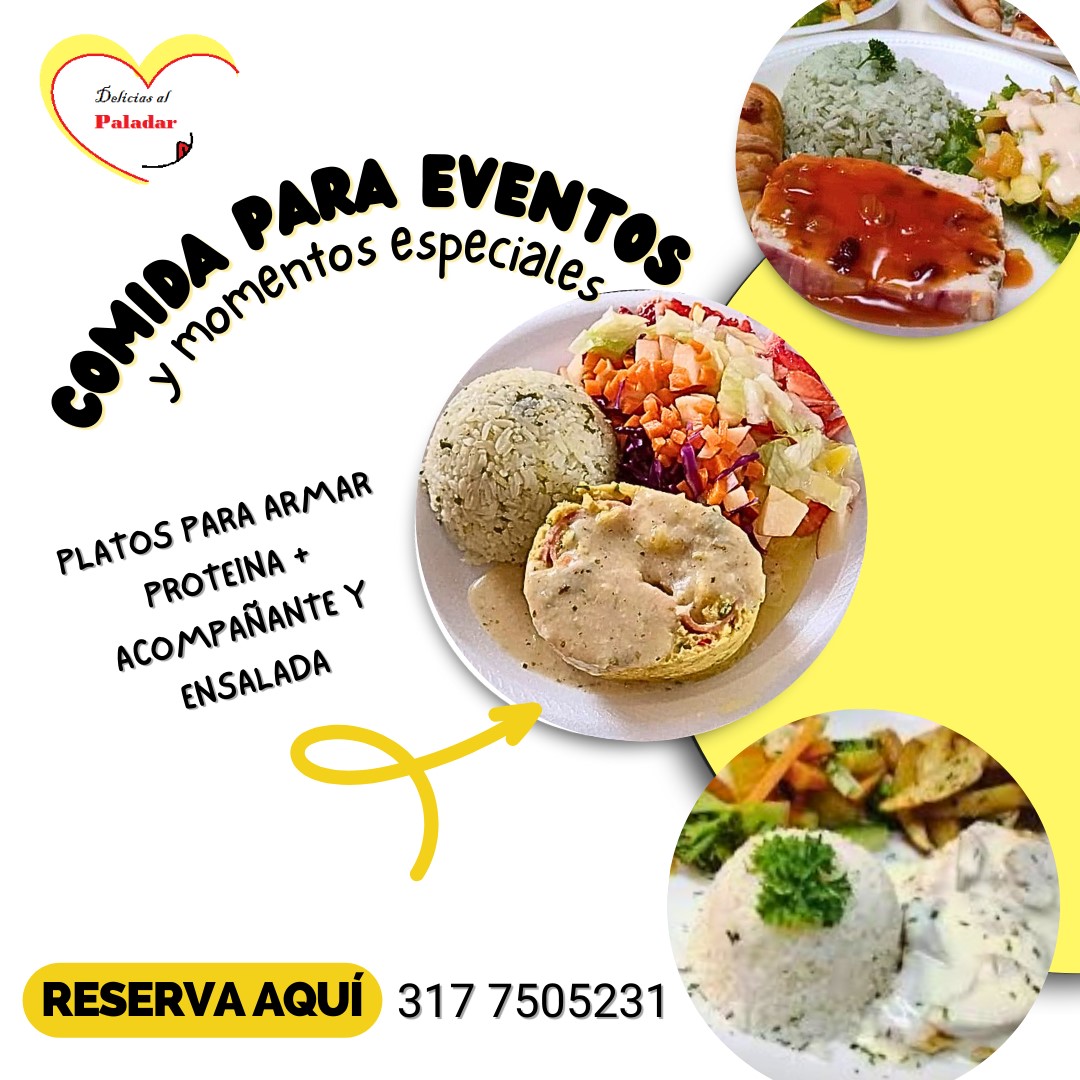 Delicias al
Paladar
COMIDA PARA EVENTOS
y momentos especiales
PLATOS PARA ARMAR
PROTEINA +
ACOMPAÑANTE Y
ENSALADA
RESERVA AQUÍ 317 7505231